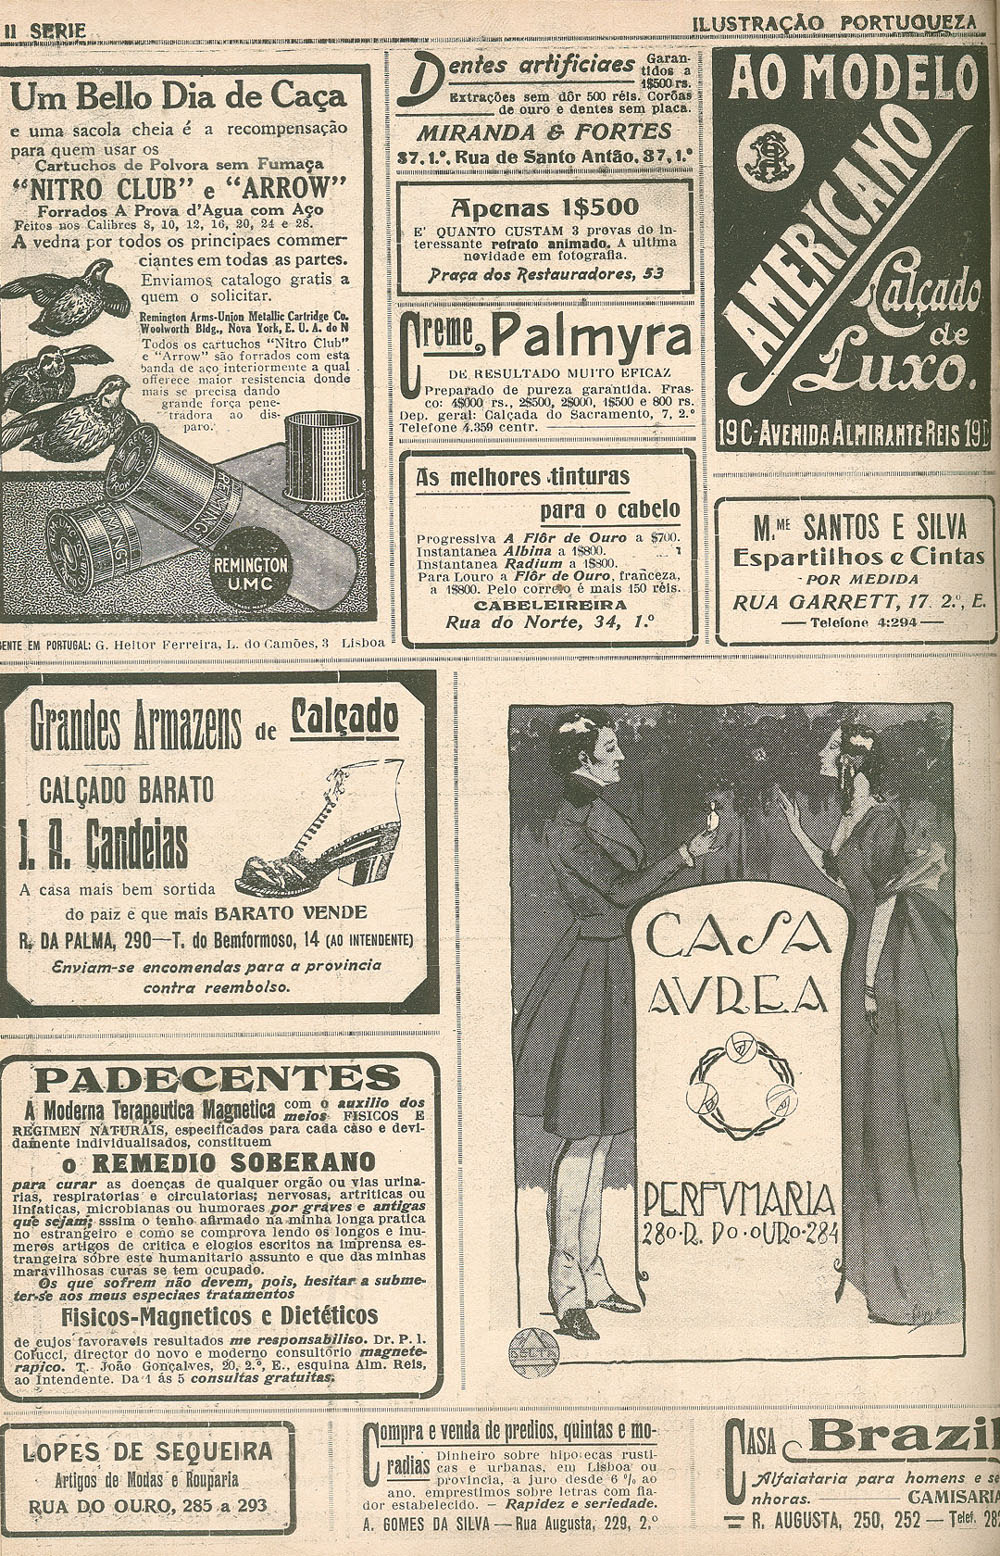 II SERIE
ILUSTRAÇÃO PORTUGUEZA
Um Bello Dia de Caça
e uma sacola cheia é a recompensação
para quem usar os
Cartuchos de Polvora sem Fumaça
"NITRO CLUB" e "ARROW"
Forrados A Prova d'Agua com Aço
Feitos nos Calibres 8, 10, 12, 16, 20, 24 e 28.
A vedna por todos os principaes commer-
ciantes em todas as partes.
Enviamos catalogo gratis a
quem o solicitar.
Remington Arms-Union Metallic Cartridge Co.
Woolworth Bldg., Nova York, E. U. A. do N
Todos os cartuchos "Nitro Club"
e "Arrow" são forrados com esta
banda de aço interiormente a qual
offerece maior resistencia donde
mais se precisa dando
grande força pene-
tradora ao dis-
paro.
REMINGTON
UMC
GENTE EM PORTUGAL: G. Heitor Ferreira, L. do Camões, 3 Lisboa
Dentes artificiaes Garan-
tidos a
1$500 rs.
Extrações sem dôr 500 réis. Corôas
de ouro e dentes sem placa.
MIRANDA & FORTES
37, 1.º, Rua de Santo Antão, 37, 1.º
Apenas 1$500
E' QUANTO CUSTAM 3 provas do in-
teressante retrato animado. A ultima
novidade em fotografia.
Praça dos Restauradores, 53
Creme Palmyra
DE RESULTADO MUITO EFICAZ
Preparado de pureza garantida. Fras-
co: 4$000 rs., 2$500, 2$000, 1$500 e 800 rs.
Dep. geral: Calçada do Sacramento, 7, 2.º
Telefone 4.359 centr.
As melhores tinturas
para o cabelo
Progressiva A Flôr de Ouro a $700.
Instantanea Albina a 1$800.
Instantanea Radium a 1$800.
Para Louro a Flôr de Ouro, franceza,
a 1$800. Pelo correio é mais 150 réis.
CABELEIREIRA
Rua do Norte, 34, 1.º
AO MODELO
AMERICANO
Calçado
de
Luxo.
19 C-AVENIDA ALMIRANTE REIS 19 D
M.ME SANTOS E SILVA
Espartilhos e Cintas
POR MEDIDA
RUA GARRETT, 17. 2.º, E.
Telefone 4:294
Grandes Armazens de Calçado
CALÇADO BARATO
J. A. Candeias
A casa mais bem sortida
do paiz e que mais BARATO VENDE
R. DA PALMA, 290—T. do Bemformoso, 14 (AO INTENDENTE)
Enviam-se encomendas para a provincia
contra reembolso.
PADECENTES
A Moderna Terapeutica Magnetica com o auxilio dos
meios FISICOS E
REGIMEN NATURAIS, especificados para cada caso e devi-
damente individualisados, constituem
o REMEDIO SOBERANO
para curar as doenças de qualquer orgão ou vias urina-
rias, respiratorias e circulatorias; nervosas, artriticas ou
linfaticas, microbianas ou humoraes por graves e antigas
que sejam; sssim o tenho afirmado na minha longa pratica
no estrangeiro e como se comprova lendo os longos e inu-
meros artigos de critica e elogios escritos na imprensa es-
trangeira sobre este humanitario assunto e que das minhas
maravilhosas curas se tem ocupado.
Os que sofrem não devem, pois, hesitar a subme-
ter-se aos meus especiaes tratamentos
Fisicos-Magneticos e Dietéticos
de cujos favoraveis resultados me responsabiliso. Dr. P. I.
Colucci, director do novo e moderno consultório magnete-
rapico. T. João Gonçalves, 20, 2.º, E., esquina Alm. Reis,
ao Intendente. Da 1 ás 5 consultas gratuitas.
CASA
AVREA
PERFVMARIA
280·R. DO·OURO·284
DELTA
LOPES DE SEQUEIRA
Artigos de Modas e Rouparia
RUA DO OURO, 285 a 293
Compra e venda de predios, quintas e mo-
radias Dinheiro sobre hipotecas rusti-
cas e urbanas, em Lisboa ou
provincia, a juro desde 6 % ao
ano, emprestimos sobre letras com fia-
dor estabelecido. — Rapidez e seriedade.
A. GOMES DA SILVA — Rua Augusta, 229, 2.º
CASA Brazil
Alfaiataria para homens e se
nhoras. CAMISARIA
R. AUGUSTA, 250, 252 — Telef. 28